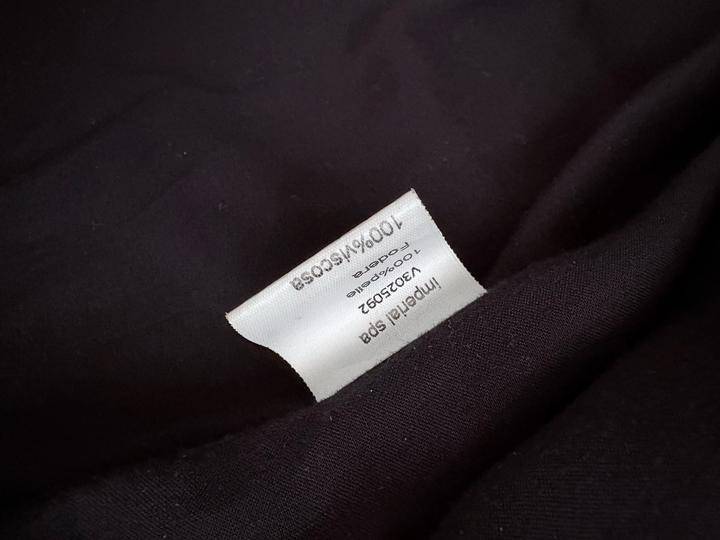 imperial spa
V3025092
100%pelle
Fodera
100%viscosa